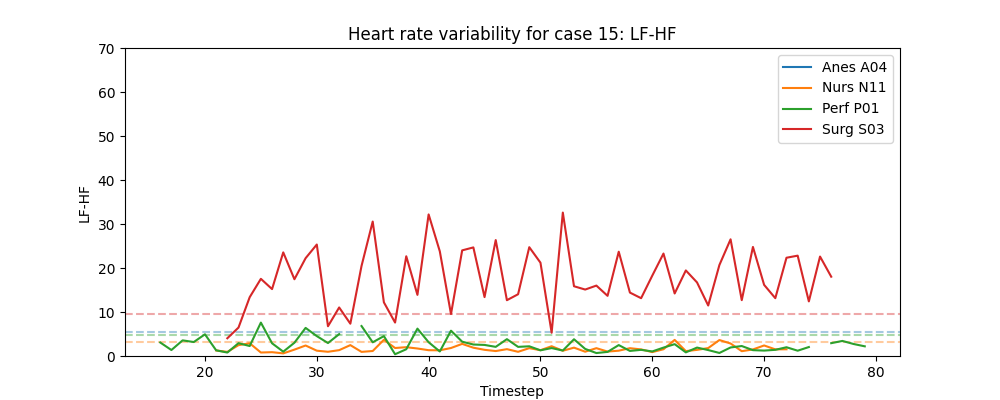 Heart rate variability for case 15: LF-HF
70
60
50
40
30
20
10
0
LF-HF
20
30
40
50
60
70
80
Timestep
Anes A04
Nurs N11
Perf P01
Surg S03